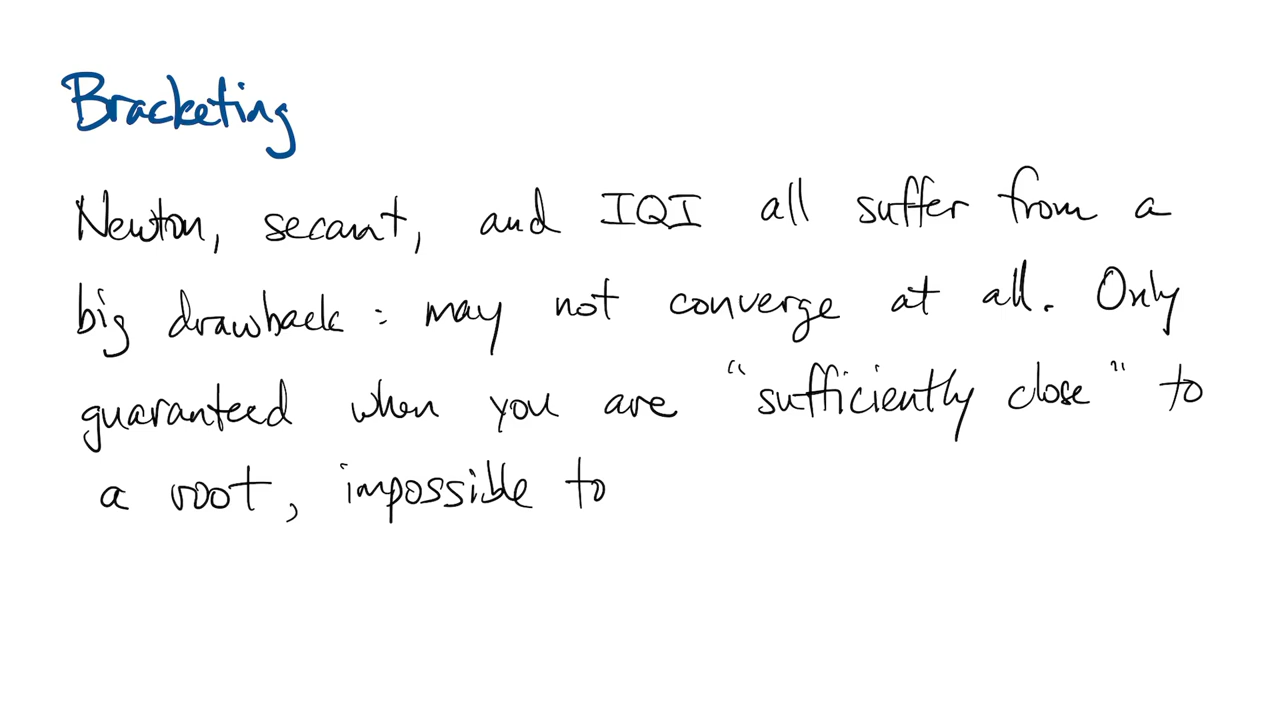 Bracketing
Newton, secant, and IQI all suffer from a
big drawback: may not converge at all. Only
guaranteed when you are "sufficiently close" to
a root, impossible to